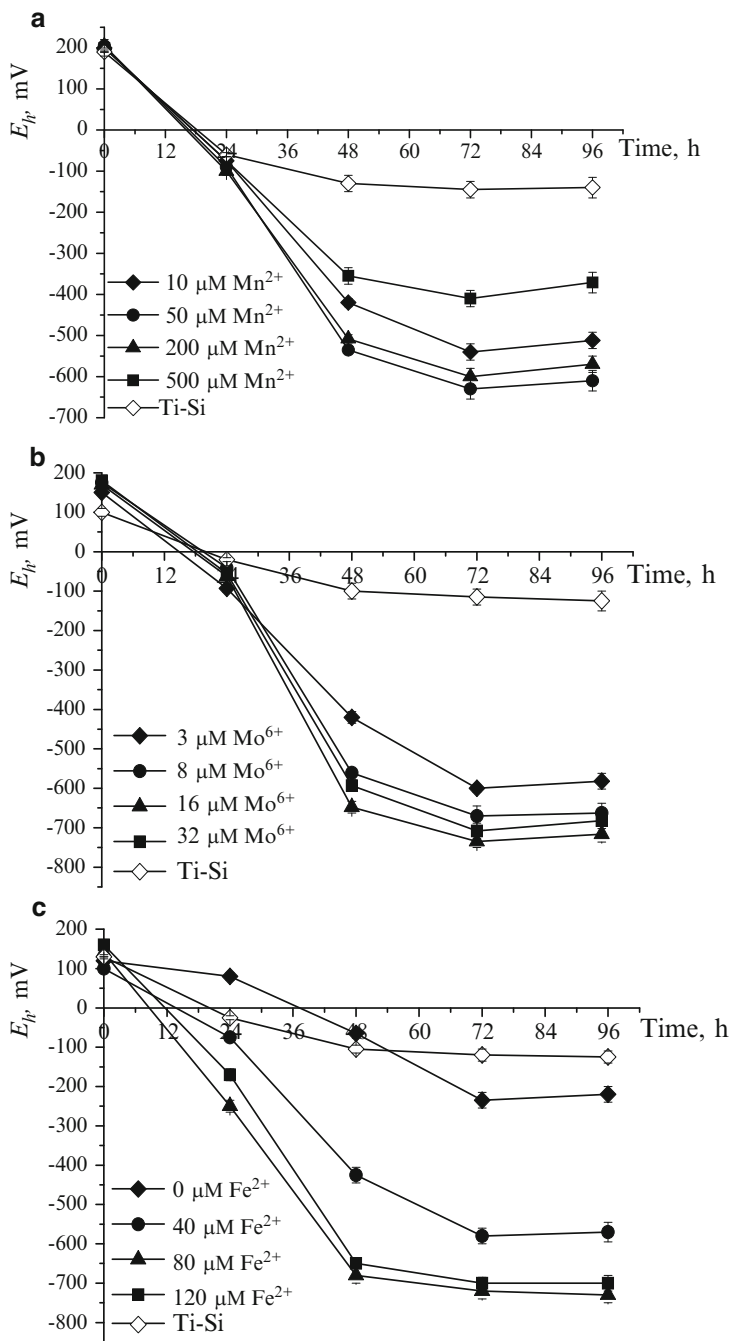 a
200
100
0
-100
-200
-300
-400
-500
-600
-700
E_h, mV
0 12 24 36 48 60 72 84 96
Time, h
10 μM Mn²⁺
50 μM Mn²⁺
200 μM Mn²⁺
500 μM Mn²⁺
Ti-Si
b
200
100
0
-100
-200
-300
-400
-500
-600
-700
-800
E_h, mV
0 12 24 36 48 60 72 84 96
Time, h
3 μM Mo⁶⁺
8 μM Mo⁶⁺
16 μM Mo⁶⁺
32 μM Mo⁶⁺
Ti-Si
c
200
100
0
-100
-200
-300
-400
-500
-600
-700
-800
E_h, mV
0 12 24 36 48 60 72 84 96
Time, h
0 μM Fe²⁺
40 μM Fe²⁺
80 μM Fe²⁺
120 μM Fe²⁺
Ti-Si